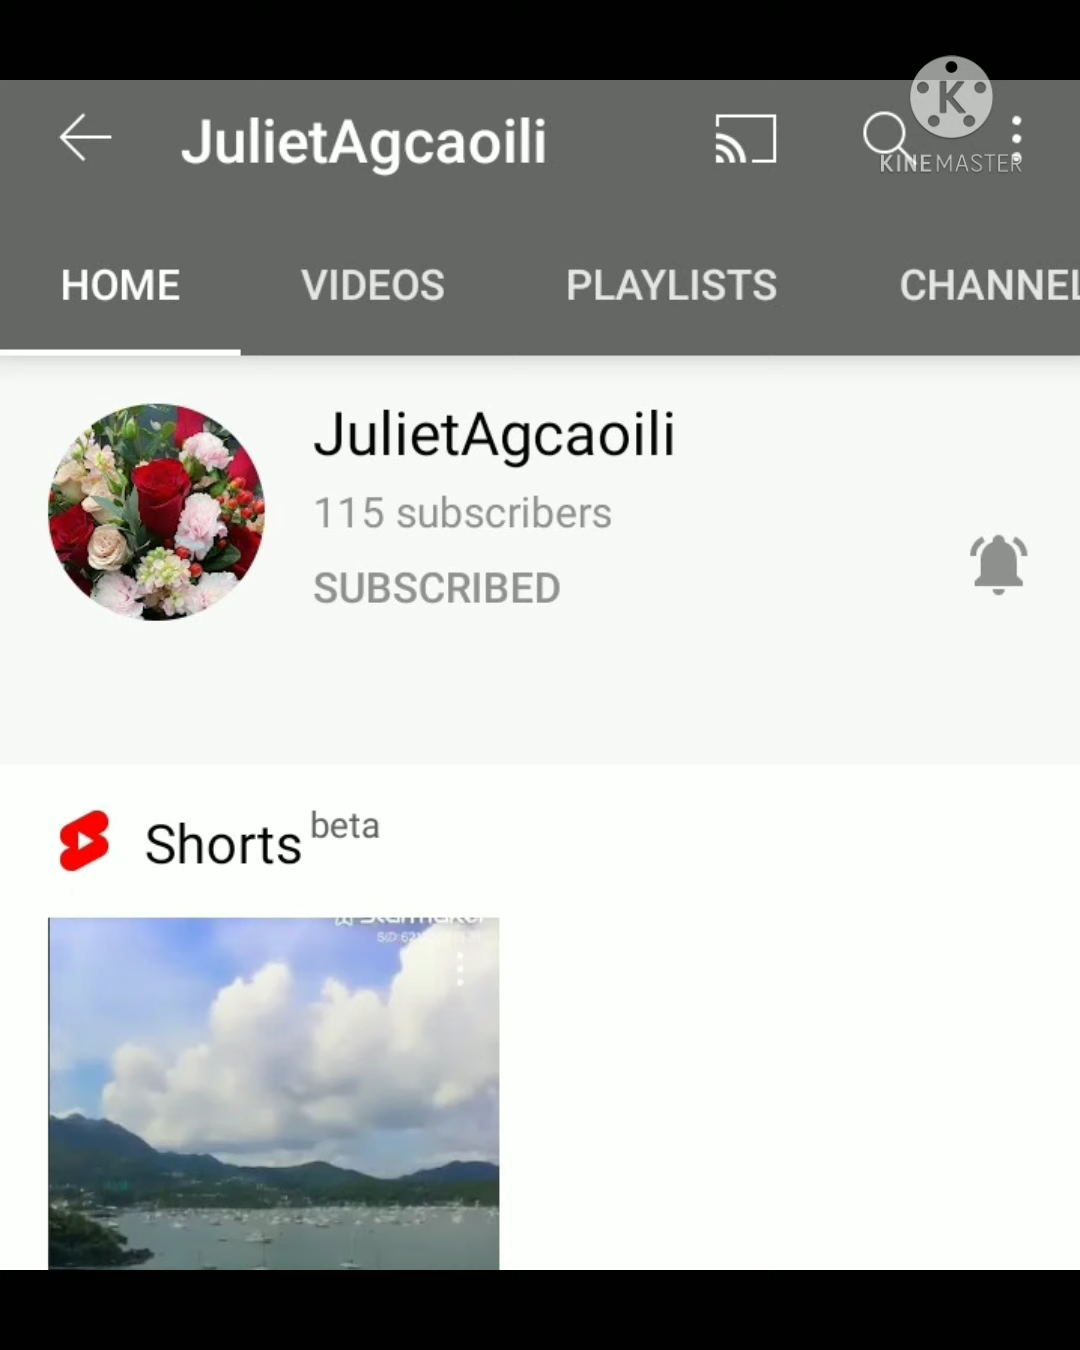 JulietAgcaoili
KINEMASTER
HOME VIDEOS PLAYLISTS CHANNEL
JulietAgcaoili
115 subscribers
SUBSCRIBED
Shorts beta